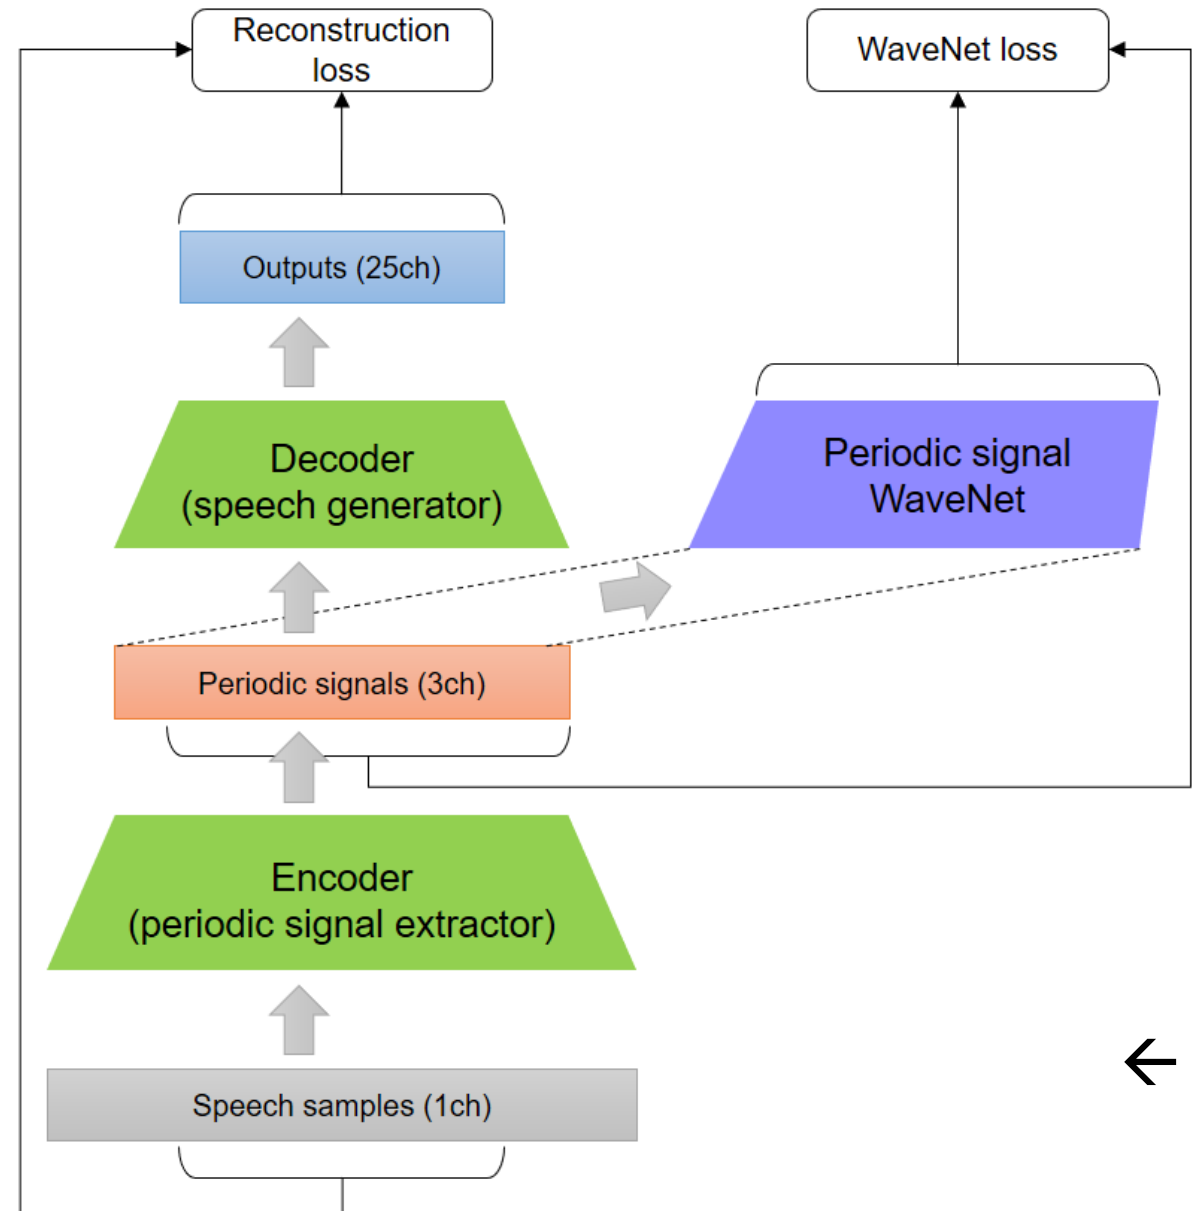 Reconstruction
loss
WaveNet loss
Outputs (25ch)
Decoder
(speech generator)
Periodic signal
WaveNet
Periodic signals (3ch)
Encoder
(periodic signal extractor)
Speech samples (1ch)